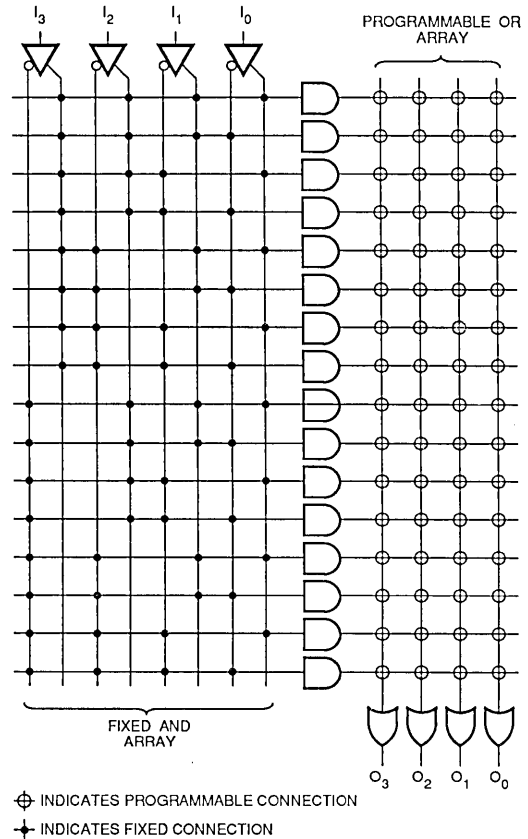 I3 I2 I1 I0
PROGRAMMABLE OR
ARRAY
FIXED AND
ARRAY
O3 O2 O1 O0
INDICATES PROGRAMMABLE CONNECTION
INDICATES FIXED CONNECTION